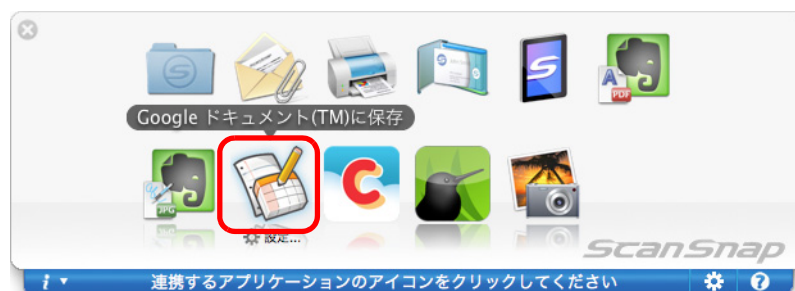 PDF
Google ドキュメント(TM)に保存
JPG
設定...
ScanSnap
連携するアプリケーションのアイコンをクリックしてください